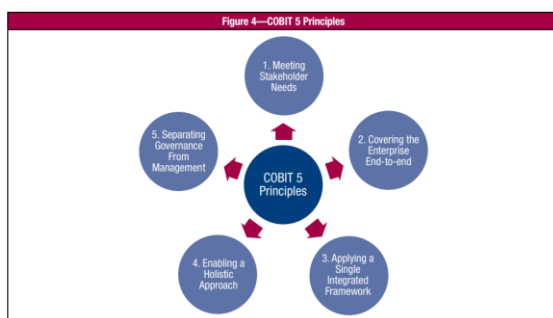 Figure 4—COBIT 5 Principles
1. Meeting
Stakeholder
Needs
5. Separating
Governance
From
Management
2. Covering the
Enterprise
End-to-end
COBIT 5
Principles
4. Enabling a
Holistic
Approach
3. Applying a
Single
Integrated
Framework